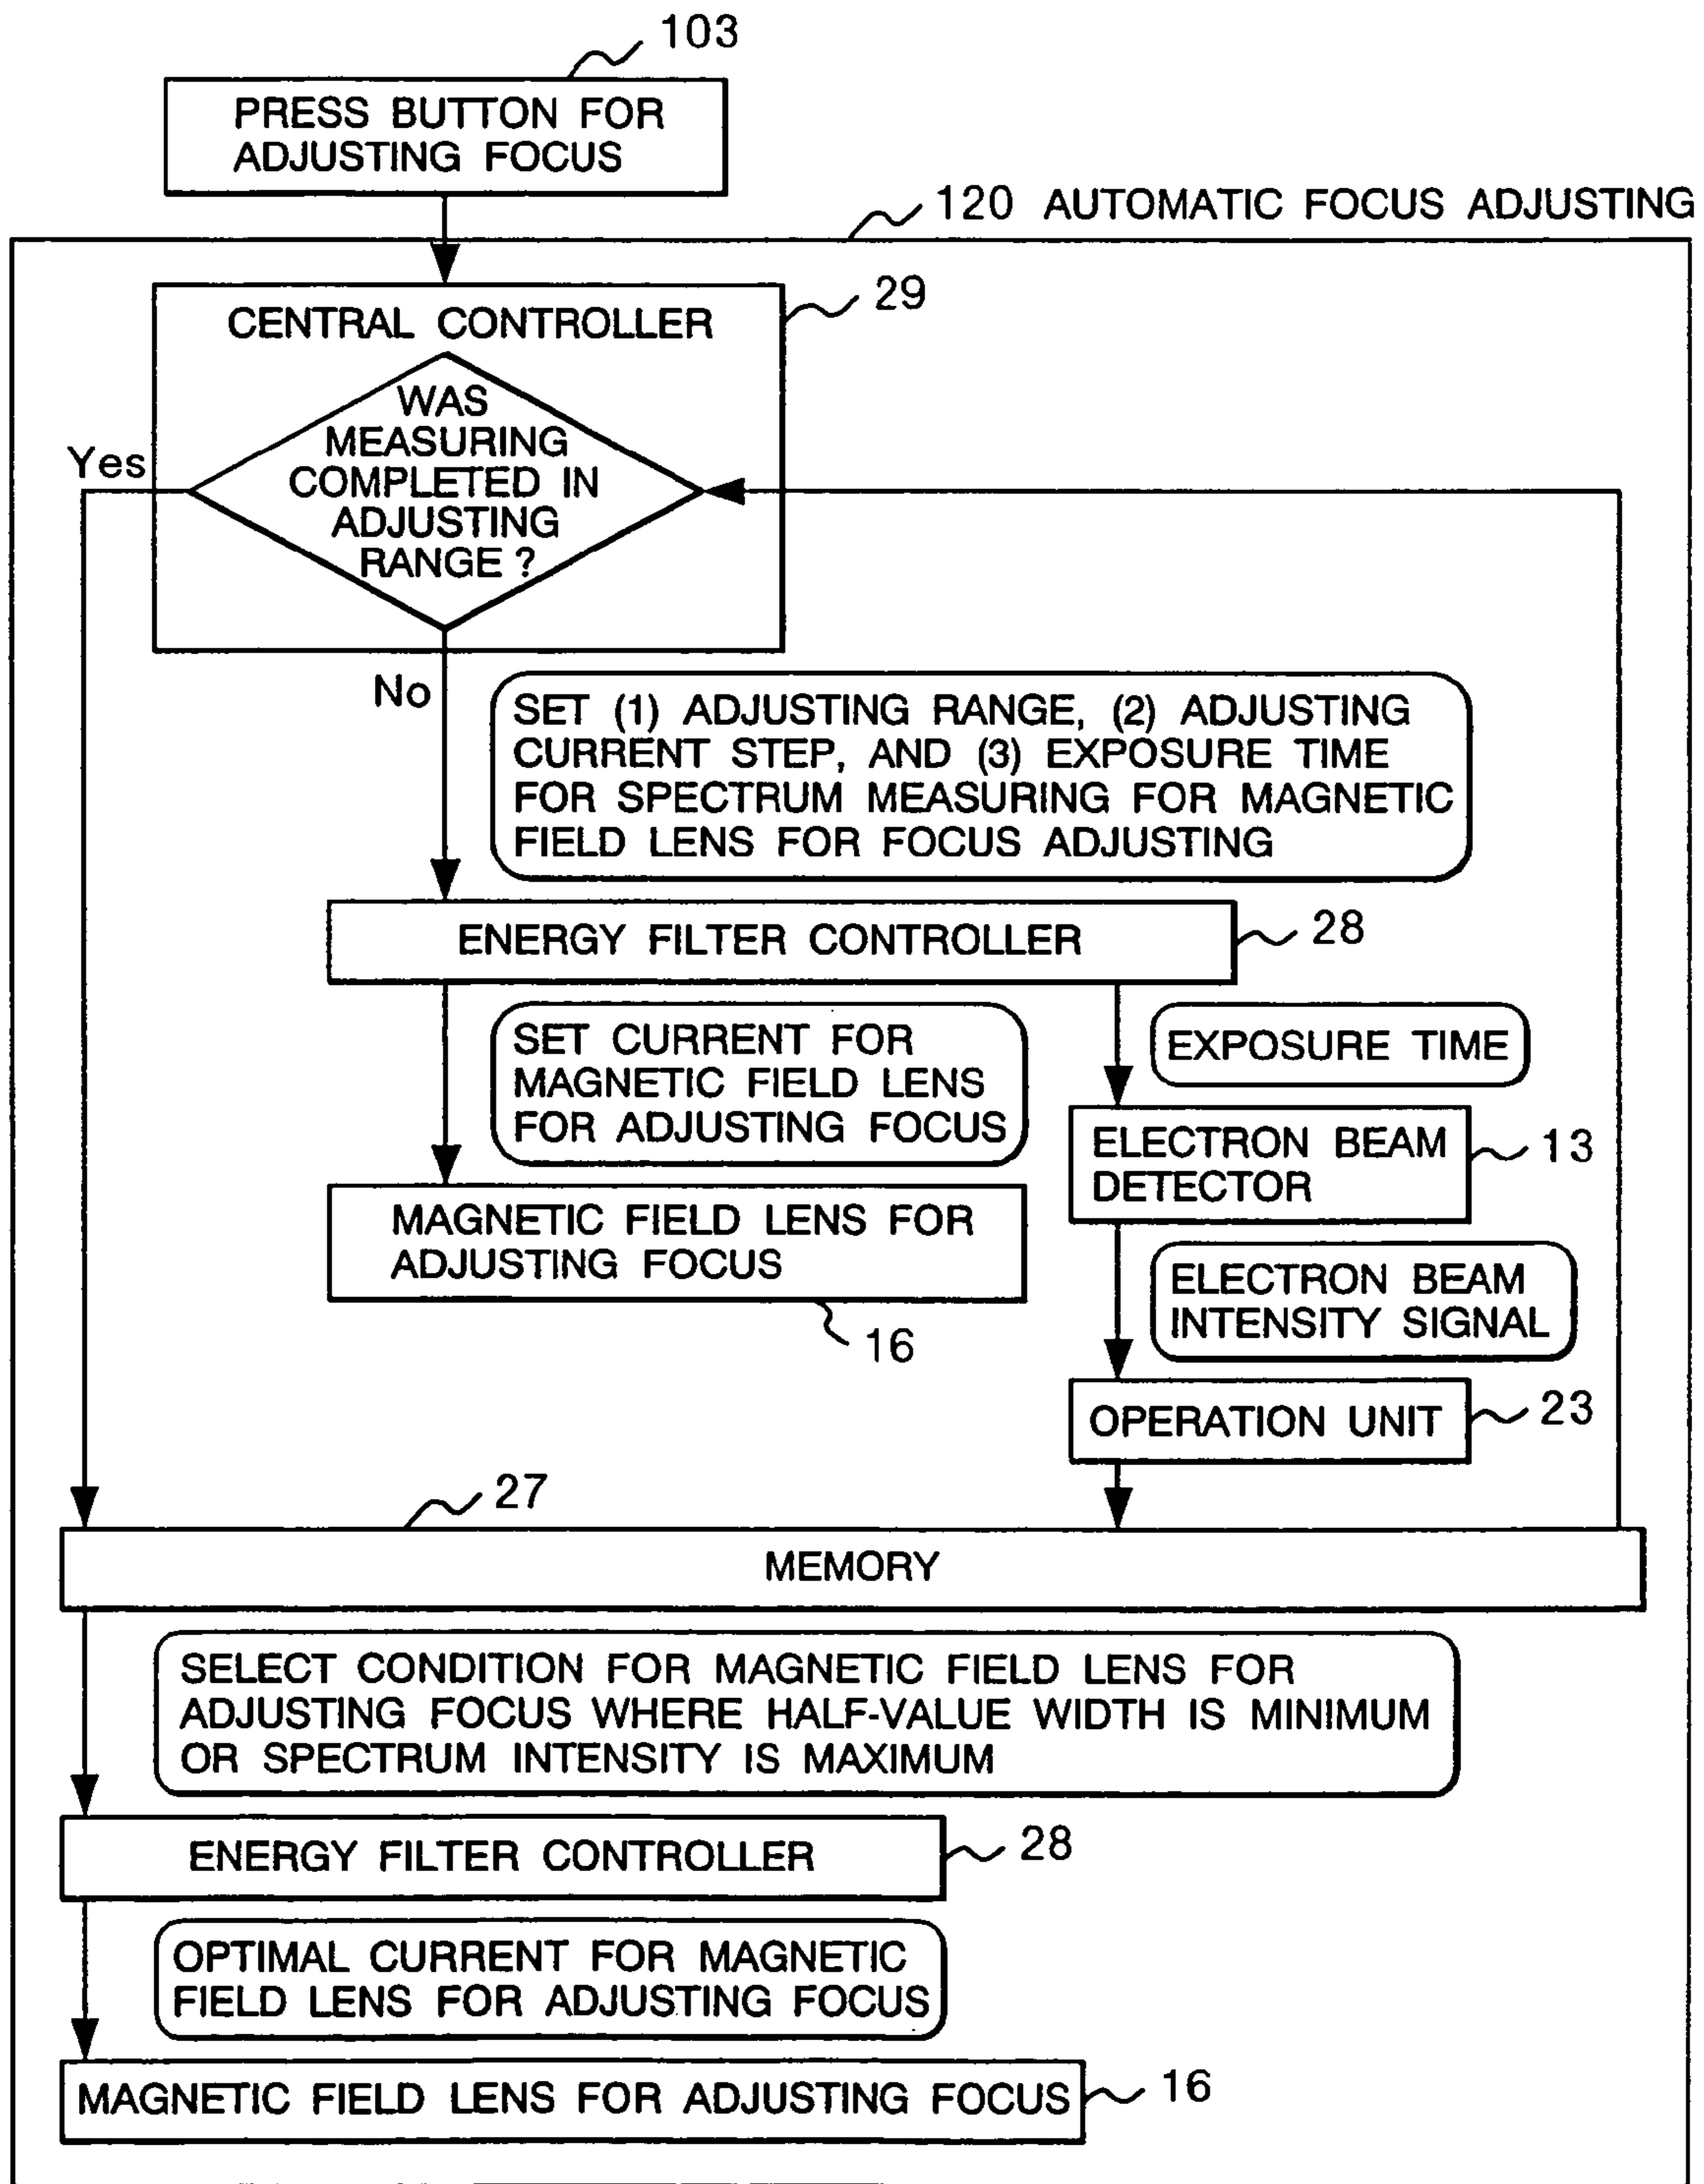 103
PRESS BUTTON FOR
ADJUSTING FOCUS
120 AUTOMATIC FOCUS ADJUSTING
29
CENTRAL CONTROLLER
WAS
MEASURING
COMPLETED IN
ADJUSTING
RANGE ?
Yes
No
SET (1) ADJUSTING RANGE, (2) ADJUSTING
CURRENT STEP, AND (3) EXPOSURE TIME
FOR SPECTRUM MEASURING FOR MAGNETIC
FIELD LENS FOR FOCUS ADJUSTING
ENERGY FILTER CONTROLLER
28
SET CURRENT FOR
MAGNETIC FIELD LENS
FOR ADJUSTING FOCUS
EXPOSURE TIME
ELECTRON BEAM
DETECTOR
13
MAGNETIC FIELD LENS FOR
ADJUSTING FOCUS
16
ELECTRON BEAM
INTENSITY SIGNAL
OPERATION UNIT
23
27
MEMORY
SELECT CONDITION FOR MAGNETIC FIELD LENS FOR
ADJUSTING FOCUS WHERE HALF-VALUE WIDTH IS MINIMUM
OR SPECTRUM INTENSITY IS MAXIMUM
ENERGY FILTER CONTROLLER
28
OPTIMAL CURRENT FOR MAGNETIC
FIELD LENS FOR ADJUSTING FOCUS
MAGNETIC FIELD LENS FOR ADJUSTING FOCUS
16